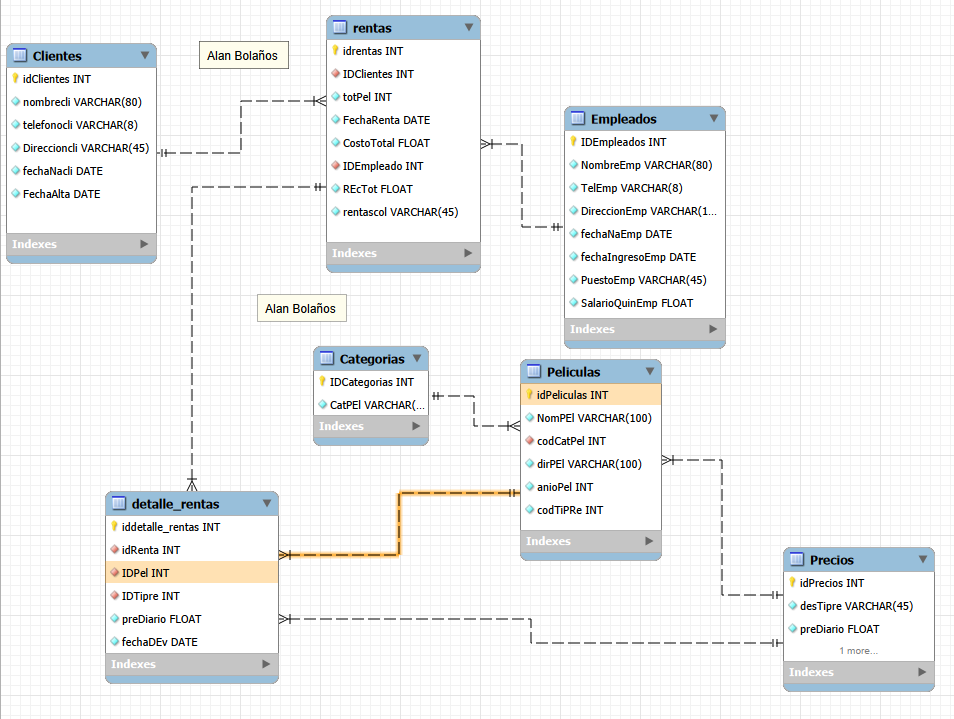 Clientes
idClientes INT
nombrecli VARCHAR(80)
telefonocli VARCHAR(8)
Direccioncli VARCHAR(45)
fechaNacli DATE
FechaAlta DATE
Indexes
Alan Bolaños
rentas
idrentas INT
IDClientes INT
totPel INT
FechaRenta DATE
CostoTotal FLOAT
IDEmpleado INT
REcTot FLOAT
rentascol VARCHAR(45)
Indexes
Empleados
IDEmpleados INT
NombreEmp VARCHAR(80)
TelEmp VARCHAR(8)
DireccionEmp VARCHAR(1...
fechaNaEmp DATE
fechaIngresoEmp DATE
PuestoEmp VARCHAR(45)
SalarioQuinEmp FLOAT
Indexes
Alan Bolaños
Categorias
IDCategorias INT
CatPEl VARCHAR(...
Indexes
Peliculas
idPeliculas INT
NomPEl VARCHAR(100)
codCatPel INT
dirPEl VARCHAR(100)
anioPel INT
codTiPRe INT
Indexes
detalle_rentas
iddetalle_rentas INT
idRenta INT
IDPel INT
IDTipre INT
preDiario FLOAT
fechaDEv DATE
Indexes
Precios
idPrecios INT
desTipre VARCHAR(45)
preDiario FLOAT
1 more...
Indexes